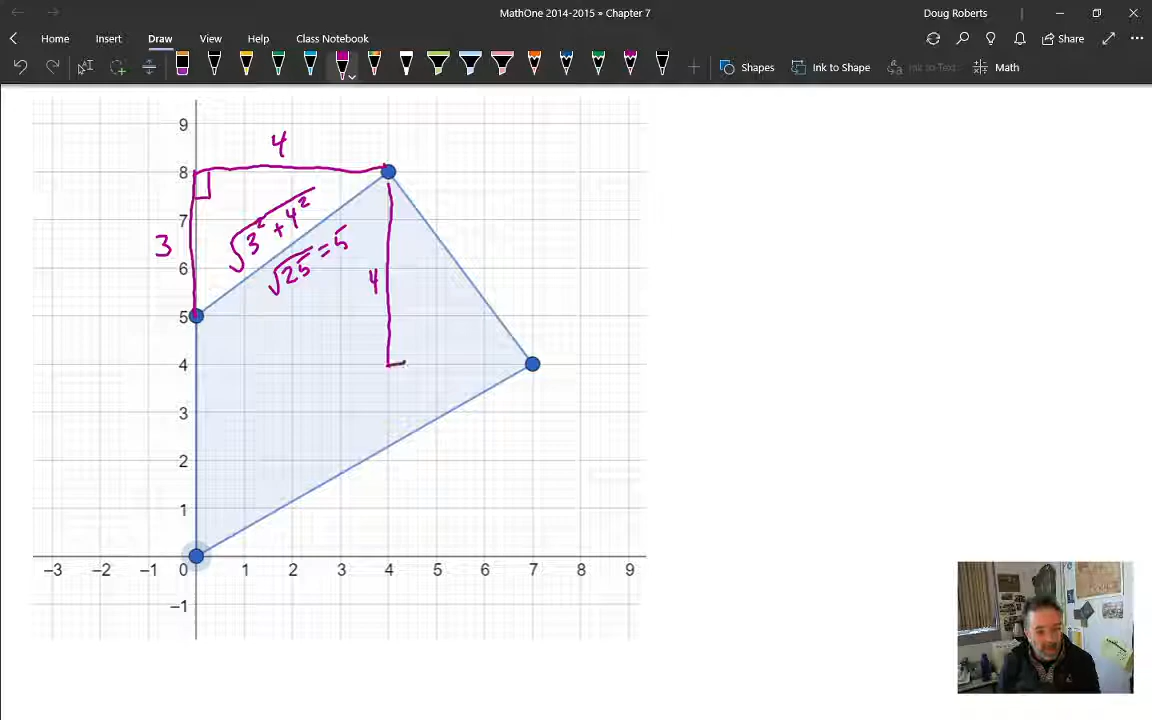 MathOne 2014-2015 » Chapter 7
Doug Roberts
Home Insert Draw View Help Class Notebook
Share
Shapes Ink to Shape Ink to Text Math
9
8
7
6
5
4
3
2
1
–1
–3 –2 –1 0 1 2 3 4 5 6 7 8 9
4
3
√3² + 4²
√25 = 5
4